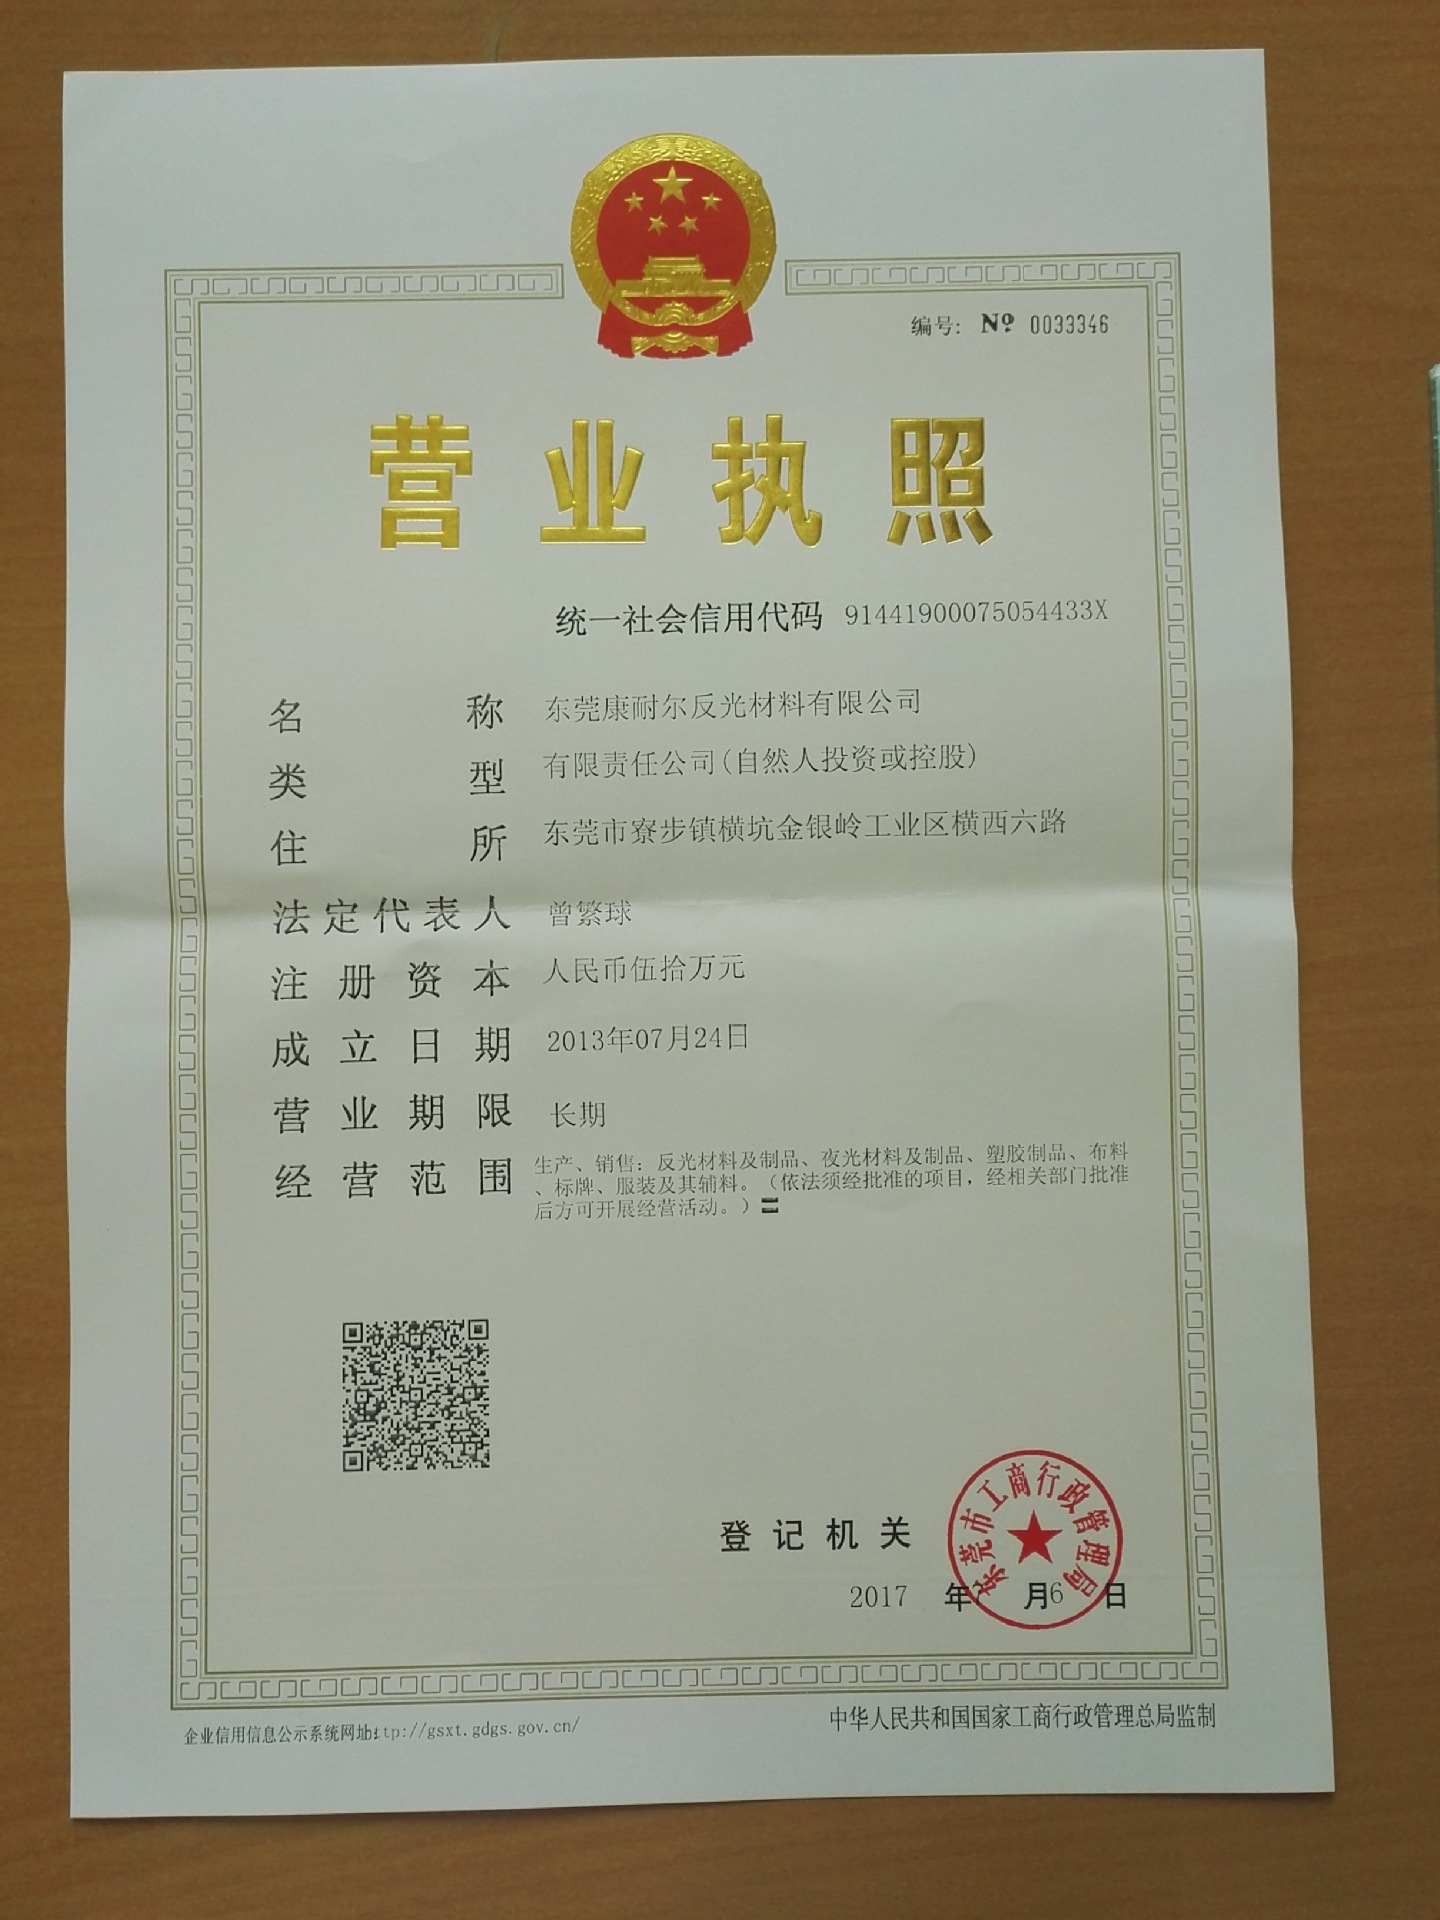 编号: № 0033346
营业执照
统一社会信用代码 91441900075054433X
名称 东莞康耐尔反光材料有限公司
类型 有限责任公司(自然人投资或控股)
住所 东莞市寮步镇横坑金银岭工业区横西六路
法定代表人 曾繁球
注册资本 人民币伍拾万元
成立日期 2013年07月24日
营业期限 长期
经营范围 生产、销售：反光材料及制品、夜光材料及制品、塑胶制品、布料
、标牌、服装及其辅料。（依法须经批准的项目，经相关部门批准
后方可开展经营活动。）〓
登记机关
东莞市工商行政管理局
2017 年7 月6 日
企业信用信息公示系统网址:http://gsxt.gdgs.gov.cn/
中华人民共和国国家工商行政管理总局监制